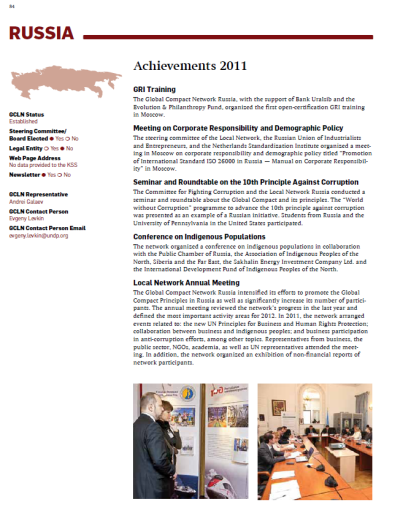 84
RUSSIA
GCLN Status
Established
Steering Committee/
Board Elected ● Yes ○ No
Legal Entity ○ Yes ● No
Web Page Address
No data provided to the KSS
Newsletter ● Yes ○ No
GCLN Representative
Andrei Galaev
GCLN Contact Person
Evgeny Levkin
GCLN Contact Person Email
evgeny.levkin@undp.org
Achievements 2011
GRI Training
The Global Compact Network Russia, with the support of Bank Uralsib and the
Evolution & Philanthropy Fund, organized the first open-certification GRI training
in Moscow.
Meeting on Corporate Responsibility and Demographic Policy
The steering committee of the Local Network, the Russian Union of Industrialists
and Entrepreneurs, and the Netherlands Standardization Institute organised a meet-
ing in Moscow on corporate responsibility and demographic policy titled "Promotion
of International Standard ISO 26000 in Russia — Manual on Corporate Responsibil-
ity" in Moscow.
Seminar and Roundtable on the 10th Principle Against Corruption
The Committee for Fighting Corruption and the Local Network Russia conducted a
seminar and roundtable about the Global Compact and its principles. The "World
without Corruption" programme to advance the 10th principle against corruption
was presented as an example of a Russian initiative. Students from Russia and the
University of Pennsylvania in the United States participated.
Conference on Indigenous Populations
The network organized a conference on indigenous populations in collaboration
with the Public Chamber of Russia, the Association of Indigenous Peoples of the
North, Siberia and the Far East, the Sakhalin Energy Investment Company Ltd. and
the International Development Fund of Indigenous Peoples of the North.
Local Network Annual Meeting
The Global Compact Network Russia intensified its efforts to promote the Global
Compact Principles in Russia as well as significantly increase its number of partici-
pants. The annual meeting reviewed the network's progress in the last year and
defined the most important activity areas for 2012. In 2011, the network arranged
events related to: the new UN Principles for Business and Human Rights Protection;
collaboration between business and indigenous peoples; and business participation
in anti-corruption efforts, among other topics. Representatives from business, the
public sector, NGOs, academia, as well as UN representatives attended the meet-
ing. In addition, the network organized an exhibition of non-financial reports of
network participants.